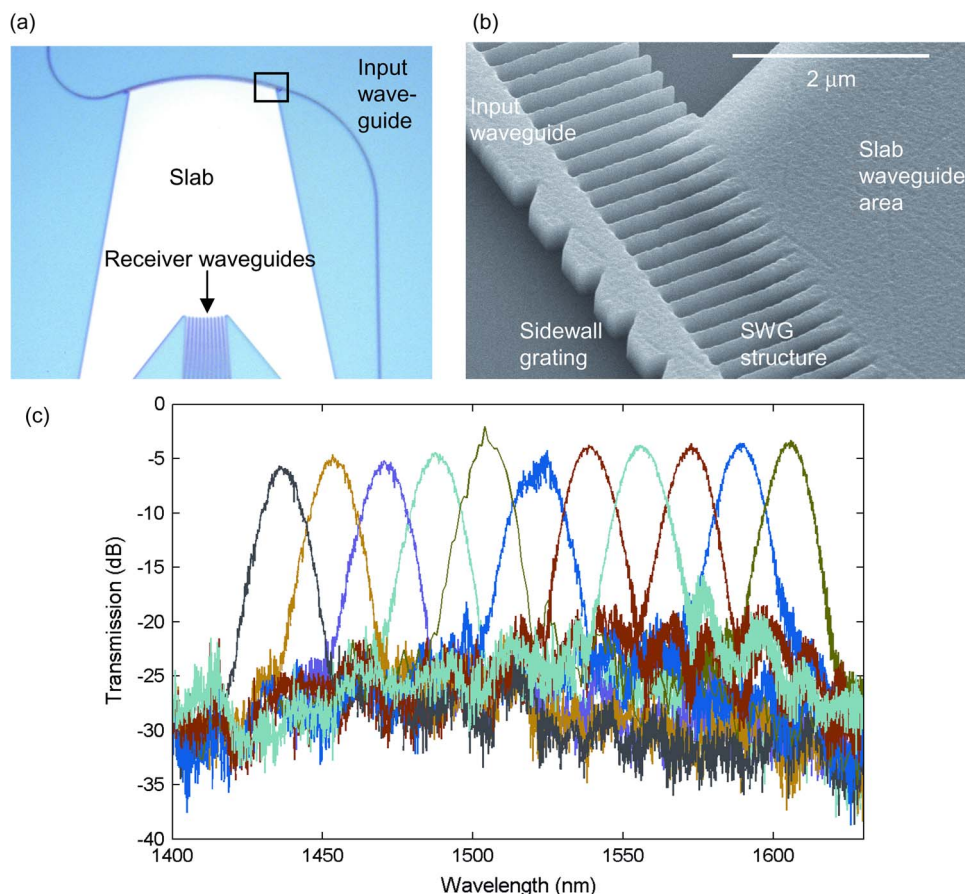 (a)
Input
wave-
guide
Slab
Receiver waveguides
(b)
2 μm
Input
waveguide
Slab
waveguide
area
Sidewall
grating
SWG
structure
(c)
Transmission (dB)
0
-5
-10
-15
-20
-25
-30
-35
-40
1400
1450
1500
1550
1600
Wavelength (nm)